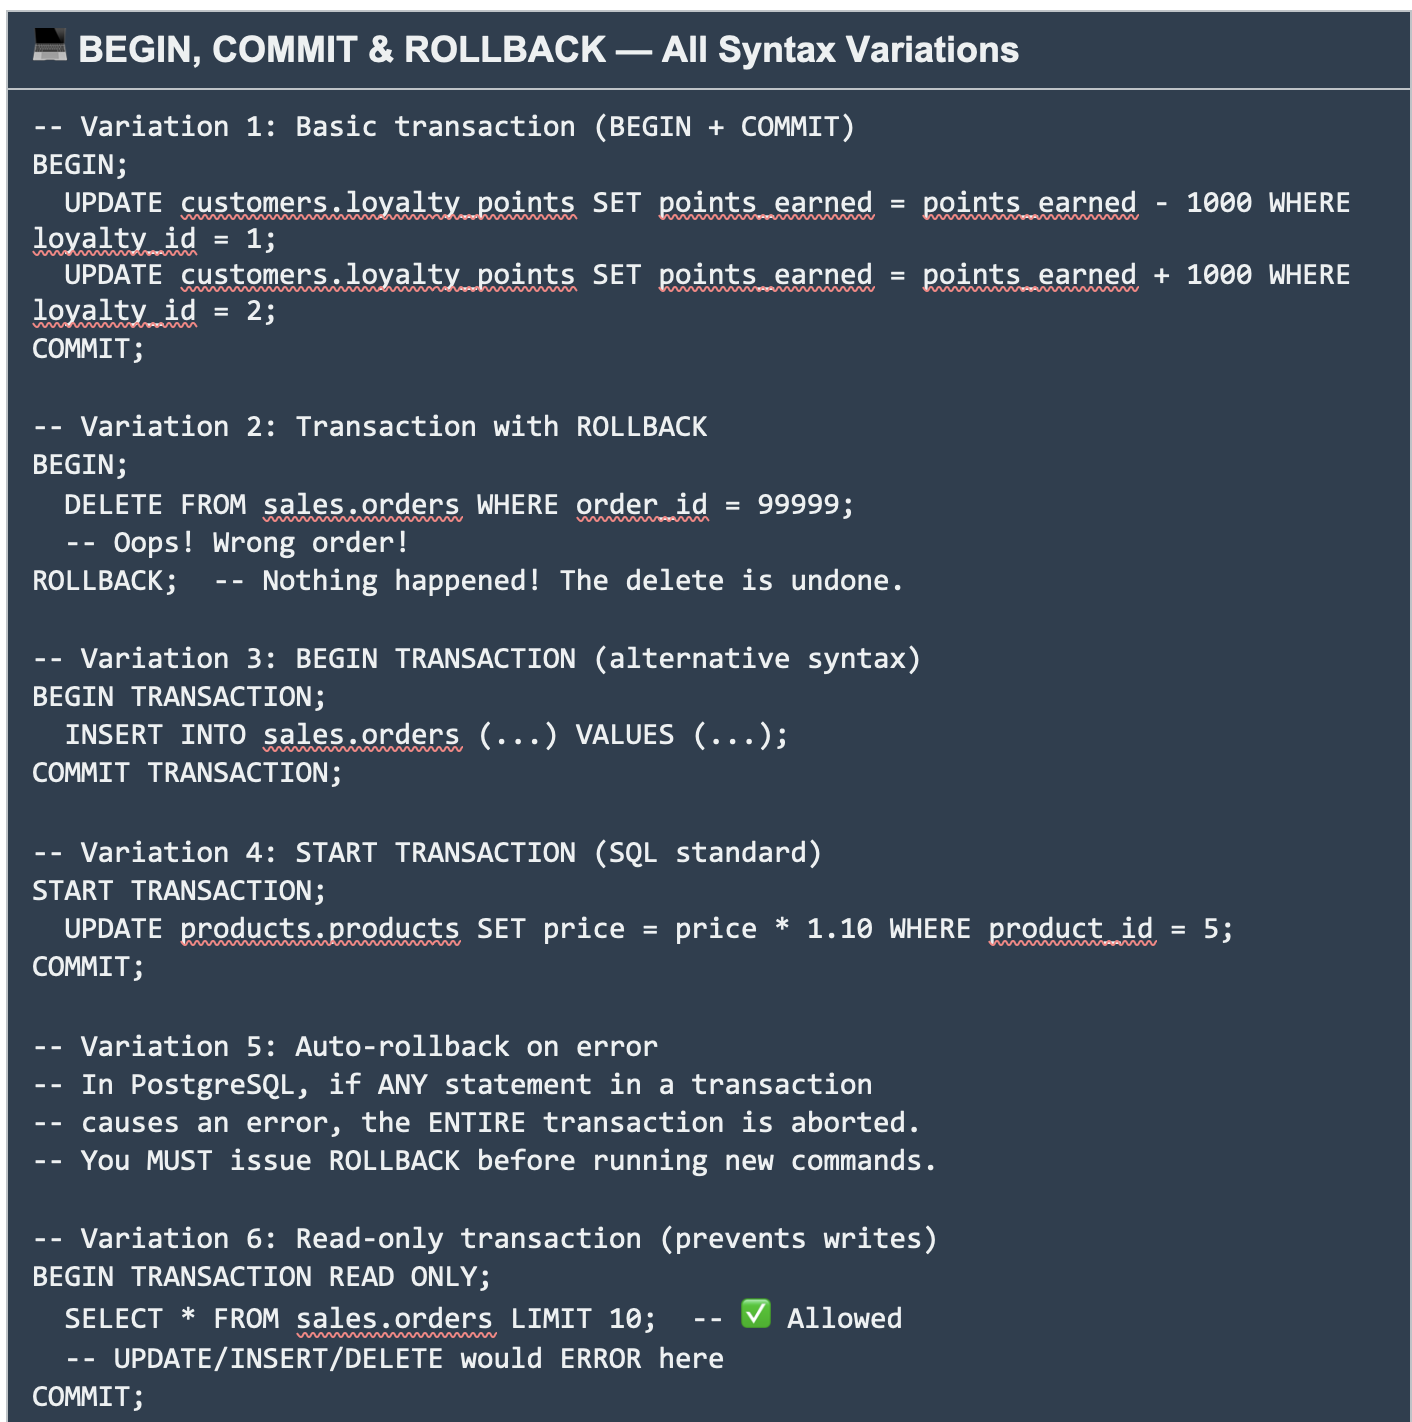 💻 BEGIN, COMMIT & ROLLBACK — All Syntax Variations
-- Variation 1: Basic transaction (BEGIN + COMMIT)
BEGIN;
  UPDATE customers.loyalty_points SET points_earned = points_earned - 1000 WHERE
loyalty_id = 1;
  UPDATE customers.loyalty_points SET points_earned = points_earned + 1000 WHERE
loyalty_id = 2;
COMMIT;
-- Variation 2: Transaction with ROLLBACK
BEGIN;
  DELETE FROM sales.orders WHERE order_id = 99999;
  -- Oops! Wrong order!
ROLLBACK;  -- Nothing happened! The delete is undone.
-- Variation 3: BEGIN TRANSACTION (alternative syntax)
BEGIN TRANSACTION;
  INSERT INTO sales.orders (...) VALUES (...);
COMMIT TRANSACTION;
-- Variation 4: START TRANSACTION (SQL standard)
START TRANSACTION;
  UPDATE products.products SET price = price * 1.10 WHERE product_id = 5;
COMMIT;
-- Variation 5: Auto-rollback on error
-- In PostgreSQL, if ANY statement in a transaction
-- causes an error, the ENTIRE transaction is aborted.
-- You MUST issue ROLLBACK before running new commands.
-- Variation 6: Read-only transaction (prevents writes)
BEGIN TRANSACTION READ ONLY;
  SELECT * FROM sales.orders LIMIT 10;  -- ✅ Allowed
  -- UPDATE/INSERT/DELETE would ERROR here
COMMIT;